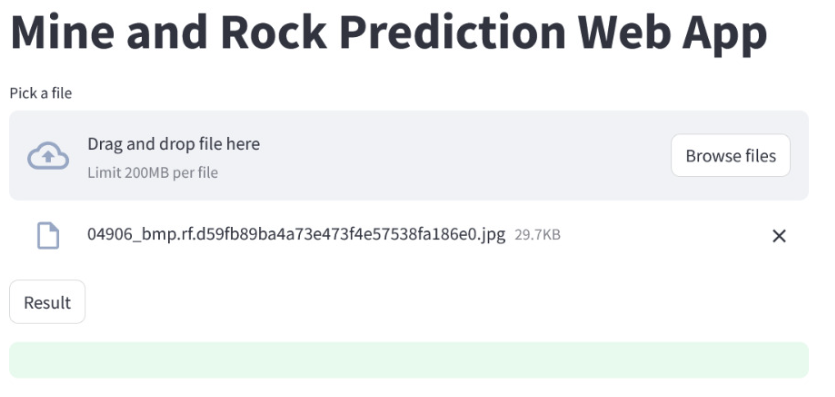 Mine and Rock Prediction Web App
Pick a file
Drag and drop file here
Limit 200MB per file
Browse files
04906_bmp.rf.d59fb89ba4a73e473f4e57538fa186e0.jpg 29.7KB
Result